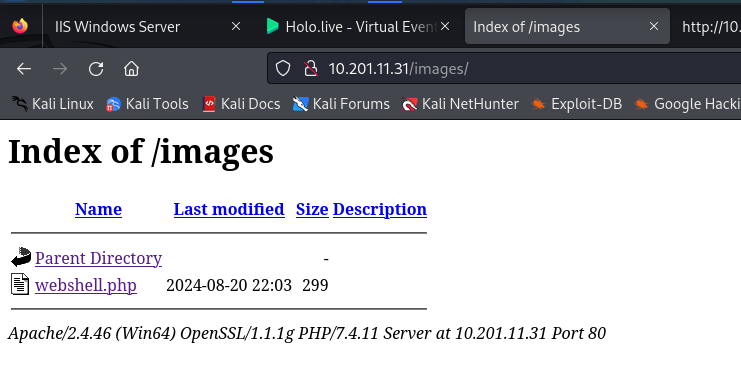 IIS Windows Server
Holo.live - Virtual Even
Index of /images
http://10.
10.201.11.31/images/
Kali Linux Kali Tools Kali Docs Kali Forums Kali NetHunter Exploit-DB Google Hacki
Index of /images
Name Last modified Size Description
Parent Directory -
webshell.php 2024-08-20 22:03 299
Apache/2.4.46 (Win64) OpenSSL/1.1.1g PHP/7.4.11 Server at 10.201.11.31 Port 80